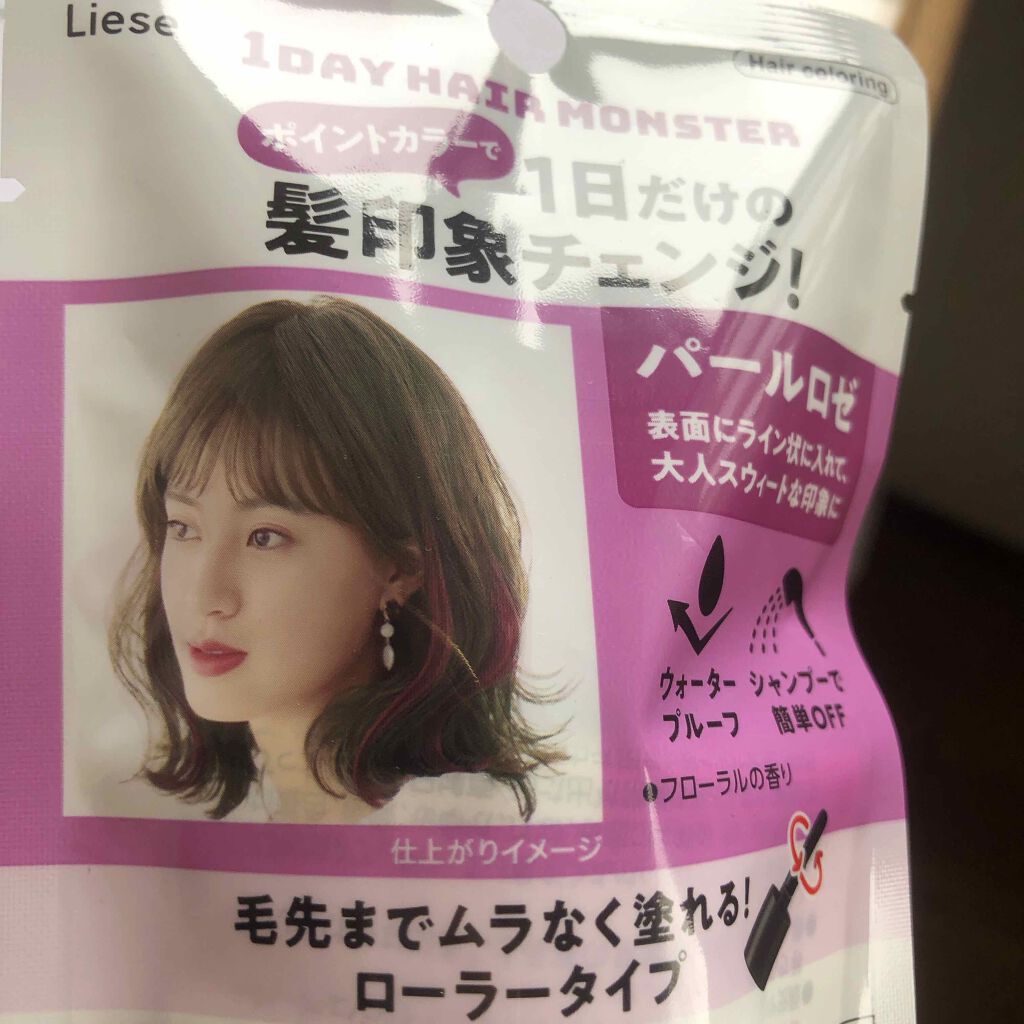 Liese
1DAY HAIR MONSTER
Hair coloring
ポイントカラーで
1日だけの
髪印象チェンジ!
パールロゼ
表面にライン状に入れて、
大人スウィートな印象に
ウォーター
プルーフ
シャンプーで
簡単OFF
●フローラルの香り
仕上がりイメージ
毛先までムラなく塗れる!
ローラータイプ